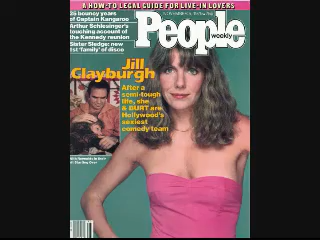 A HOW-TO LEGAL GUIDE FOR LIVE-IN LOVERS
25 bouncy years
of Captain Kangaroo
Arthur Schlesinger's
touching account of
the Kennedy reunion
Sister Sledge: new
1st 'family' of disco
People
weekly
Jill
Clayburgh
After a
semi-tough
life, she
& BURT are
Hollywood's
sexiest
comedy team